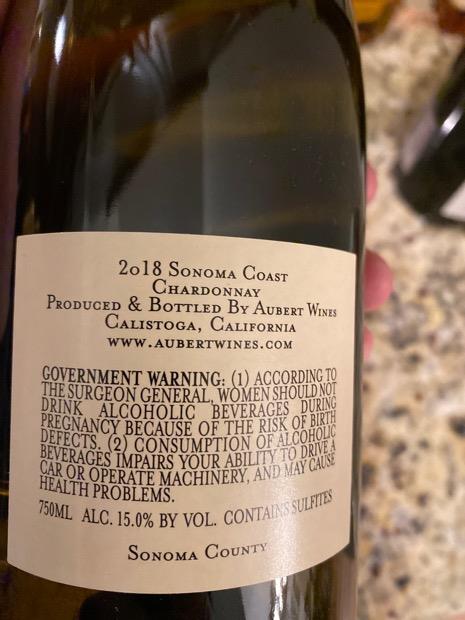 2018 Sonoma Coast
Chardonnay
Produced & Bottled By Aubert Wines
Calistoga, California
www.aubertwines.com
GOVERNMENT WARNING: (1) ACCORDING TO
THE SURGEON GENERAL, WOMEN SHOULD NOT
DRINK ALCOHOLIC BEVERAGES DURING
PREGNANCY BECAUSE OF THE RISK OF BIRTH
DEFECTS. (2) CONSUMPTION OF ALCOHOLIC
BEVERAGES IMPAIRS YOUR ABILITY TO DRIVE A
CAR OR OPERATE MACHINERY, AND MAY CAUSE
HEALTH PROBLEMS.
750ML ALC. 15.0% BY VOL. CONTAINS SULFITES
Sonoma County